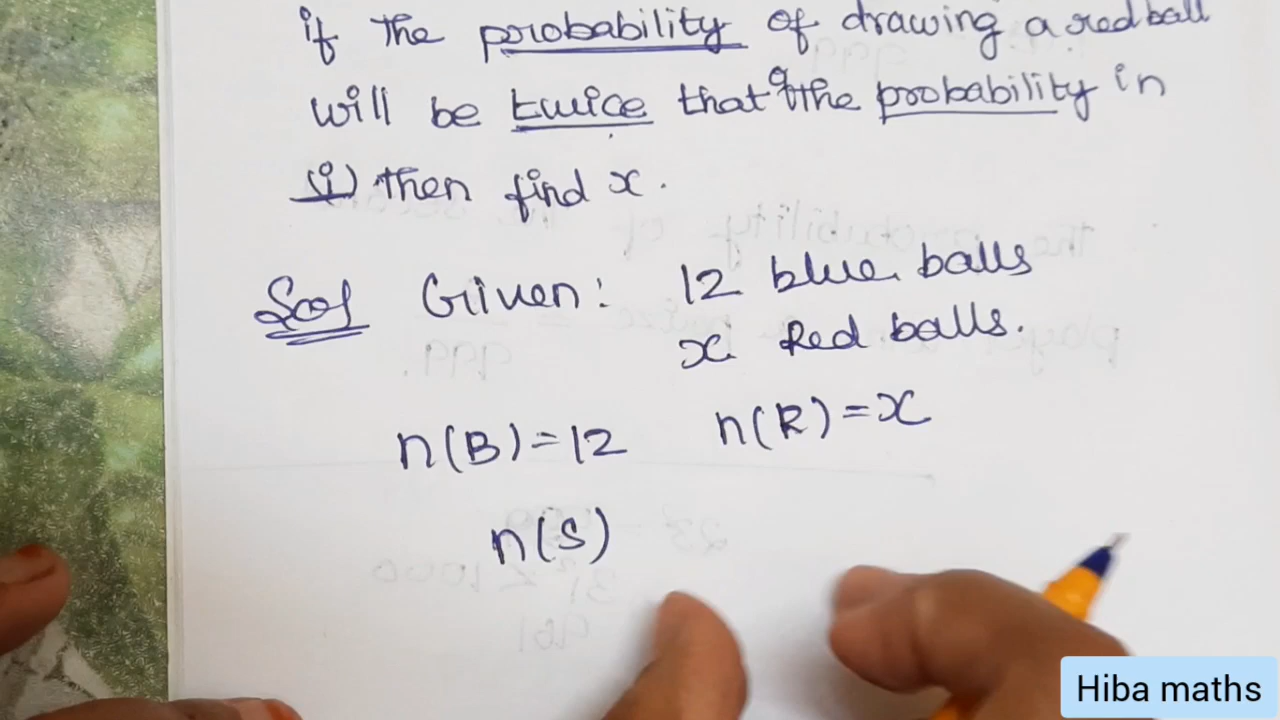 if the probability of drawing a red ball
will be twice that of the probability in
(i) then find x.
Sol Given: 12 blue balls
x Red balls.
n(B)=12 n(R)=x
n(S)
Hiba maths